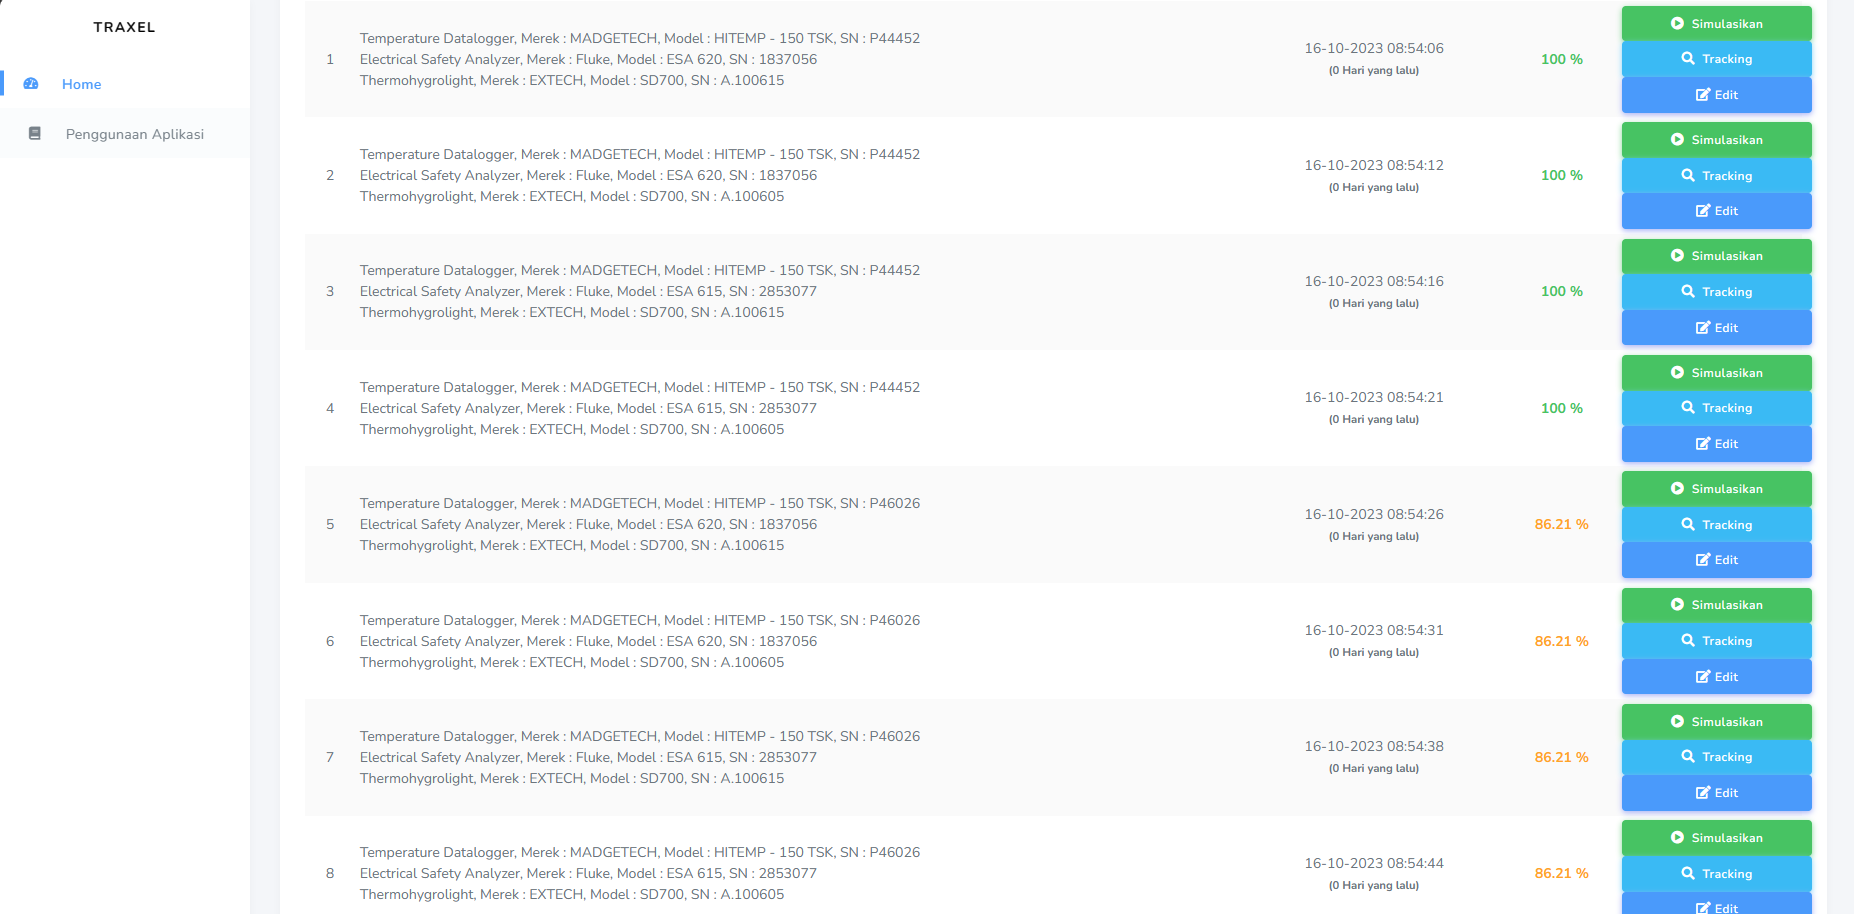 TRAXEL
Home
Penggunaan Aplikasi
1
Temperature Datalogger, Merek : MADGETECH, Model : HITEMP - 150 TSK, SN : P44452
Electrical Safety Analyzer, Merek : Fluke, Model : ESA 620, SN : 1837056
Thermohygrolight, Merek : EXTECH, Model : SD700, SN : A.100615
16-10-2023 08:54:06
(0 Hari yang lalu)
100 %
Simulasikan
Tracking
Edit
2
Temperature Datalogger, Merek : MADGETECH, Model : HITEMP - 150 TSK, SN : P44452
Electrical Safety Analyzer, Merek : Fluke, Model : ESA 620, SN : 1837056
Thermohygrolight, Merek : EXTECH, Model : SD700, SN : A.100605
16-10-2023 08:54:12
(0 Hari yang lalu)
100 %
Simulasikan
Tracking
Edit
3
Temperature Datalogger, Merek : MADGETECH, Model : HITEMP - 150 TSK, SN : P44452
Electrical Safety Analyzer, Merek : Fluke, Model : ESA 615, SN : 2853077
Thermohygrolight, Merek : EXTECH, Model : SD700, SN : A.100615
16-10-2023 08:54:16
(0 Hari yang lalu)
100 %
Simulasikan
Tracking
Edit
4
Temperature Datalogger, Merek : MADGETECH, Model : HITEMP - 150 TSK, SN : P44452
Electrical Safety Analyzer, Merek : Fluke, Model : ESA 615, SN : 2853077
Thermohygrolight, Merek : EXTECH, Model : SD700, SN : A.100605
16-10-2023 08:54:21
(0 Hari yang lalu)
100 %
Simulasikan
Tracking
Edit
5
Temperature Datalogger, Merek : MADGETECH, Model : HITEMP - 150 TSK, SN : P46026
Electrical Safety Analyzer, Merek : Fluke, Model : ESA 620, SN : 1837056
Thermohygrolight, Merek : EXTECH, Model : SD700, SN : A.100615
16-10-2023 08:54:26
(0 Hari yang lalu)
86.21 %
Simulasikan
Tracking
Edit
6
Temperature Datalogger, Merek : MADGETECH, Model : HITEMP - 150 TSK, SN : P46026
Electrical Safety Analyzer, Merek : Fluke, Model : ESA 620, SN : 1837056
Thermohygrolight, Merek : EXTECH, Model : SD700, SN : A.100605
16-10-2023 08:54:31
(0 Hari yang lalu)
86.21 %
Simulasikan
Tracking
Edit
7
Temperature Datalogger, Merek : MADGETECH, Model : HITEMP - 150 TSK, SN : P46026
Electrical Safety Analyzer, Merek : Fluke, Model : ESA 615, SN : 2853077
Thermohygrolight, Merek : EXTECH, Model : SD700, SN : A.100615
16-10-2023 08:54:38
(0 Hari yang lalu)
86.21 %
Simulasikan
Tracking
Edit
8
Temperature Datalogger, Merek : MADGETECH, Model : HITEMP - 150 TSK, SN : P46026
Electrical Safety Analyzer, Merek : Fluke, Model : ESA 615, SN : 2853077
Thermohygrolight, Merek : EXTECH, Model : SD700, SN : A.100605
16-10-2023 08:54:44
(0 Hari yang lalu)
86.21 %
Simulasikan
Tracking
Edit